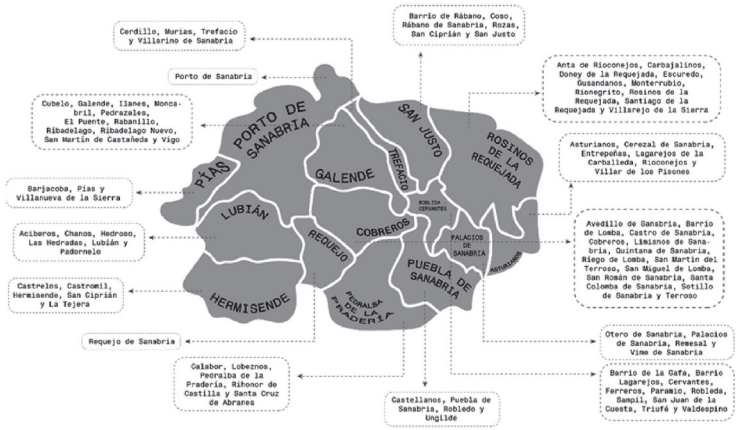 Cerdillo, Murias, Trefacio
y Villarino de Sanabria
Porto de Sanabria
Cubelo, Galende, Ilanes, Monca-
bril, Pedrazales,
El Puente, Rabanillo,
Ribadelago, Ribadelago Nuevo,
San Martín de Castañeda y Vigo
Barjacoba, Pías y
Villanueva de la Sierra
Aciberos, Chanos, Hedroso,
Las Hedradas, Lubián y
Padornelo
Castrelos, Castromil,
Hermisende, San Ciprián
y La Tejera
Requejo de Sanabria
Calabor, Lobeznos,
Pedralba de la
Pradería, Rihonor de
Castilla y Santa Cruz
de Abranes
Castellanos, Puebla de
Sanabria, Robledo y
Ungilde
Barrio de Rábano, Coso,
Rábano de Sanabria, Rozas,
San Ciprián y San Justo
Anta de Rioconejos, Carbajalinos,
Doney de la Requejada, Escuredo,
Gusandanos, Monterrubio,
Rionegrito, Rosinos de la
Requejada, Santiago de la
Requejada y Villarejo de la Sierra
Asturianos, Cerezal de Sanabria,
Entrepeñas, Lagarejos de la
Carballeda, Rioconejos y
Villar de los Pisones
Avedillo de Sanabria, Barrio
de Lomba, Castro de Sanabria,
Cobreros, Limianos de Sana-
bria, Quintana de Sanabria,
Riego de Lomba, San Martín del
Terroso, San Miguel de Lomba,
San Román de Sanabria, Santa
Colomba de Sanabria, Sotillo
de Sanabria y Terroso
Otero de Sanabria, Palacios
de Sanabria, Remesal y
Vime de Sanabria
Barrio de la Gafa, Barrio
Lagarejos, Cervantes,
Ferreros, Paramio, Robleda,
Sampil, San Juan de la
Cuesta, Triufé y Valdespino
PORTO DE
SANABRIA
PÍAS
LUBIÁN
HERMISENDE
REQUEJO
GALENDE
TREFACIO
SAN JUSTO
ROSINOS
DE LA
REQUEJADA
COBREROS
ROBLIDA
CERVANTES
PALACIOS
DE SANABRIA
ASTURIANOS
PUEBLA DE
SANABRIA
PEDRALBA
DE LA
PRADERÍA